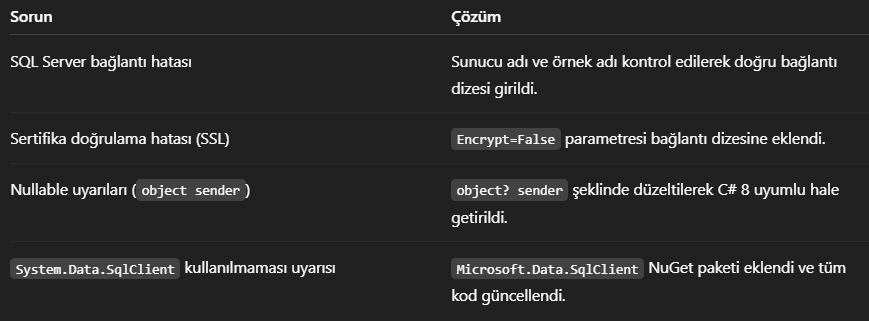 Sorun Çözüm
SQL Server bağlantı hatası Sunucu adı ve örnek adı kontrol edilerek doğru bağlantı
dizesi girildi.
Sertifika doğrulama hatası (SSL) Encrypt=False parametresi bağlantı dizesine eklendi.
Nullable uyarıları (object sender) object? sender şeklinde düzeltilerek C# 8 uyumlu hale
getirildi.
System.Data.SqlClient kullanılmaması uyarısı Microsoft.Data.SqlClient NuGet paketi eklendi ve tüm
kod güncellendi.